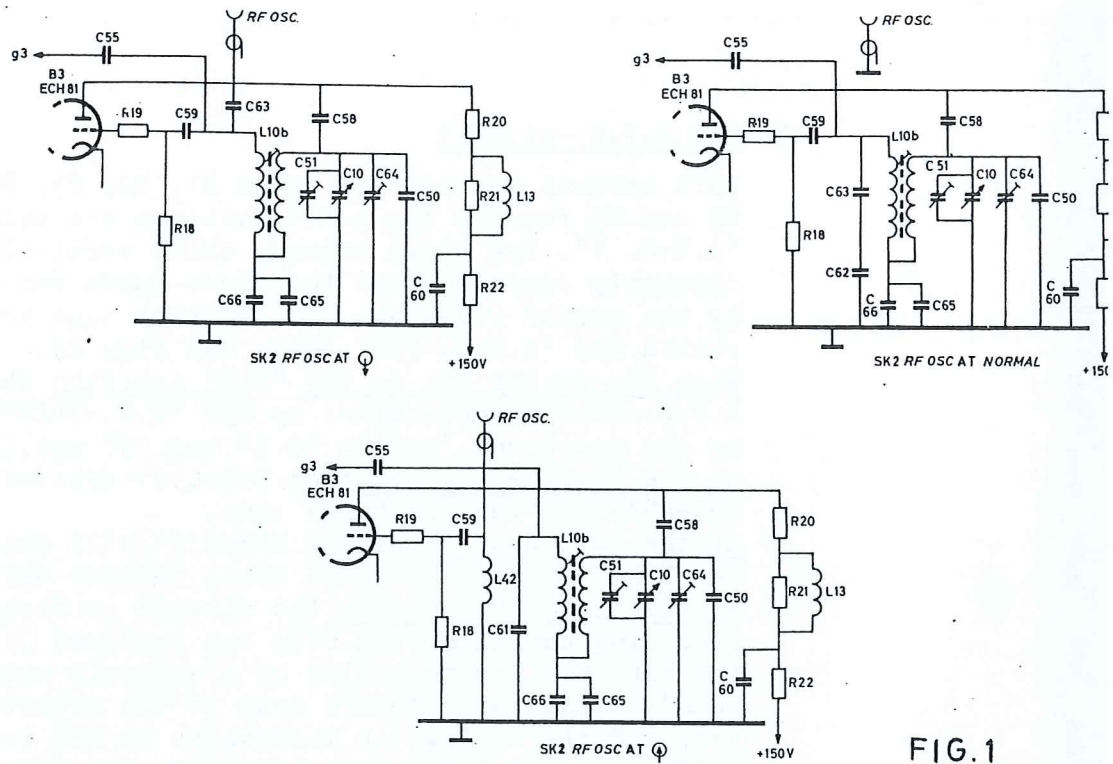 RF OSC.
C55
g3
B3
ECH 81
R19
C59
C63
L10b
C58
R20
C51
C10
C64
C50
R21
L13
R18
C66
C65
C
60
R22
+150V
SK2 RF OSC AT
RF OSC.
C55
g3
B3
ECH 81
R19
C59
L10b
C58
C51
C10
C64
C50
C63
R18
C62
C
66
C65
C
60
+150
SK2 RF OSC AT NORMAL
RF OSC.
C55
g3
B3
ECH 81
R19
C59
L10b
C58
R20
C51
C10
C64
C50
R21
L13
L42
R18
C61
C66
C65
C
60
R22
+150V
SK2 RF OSC AT
FIG.1